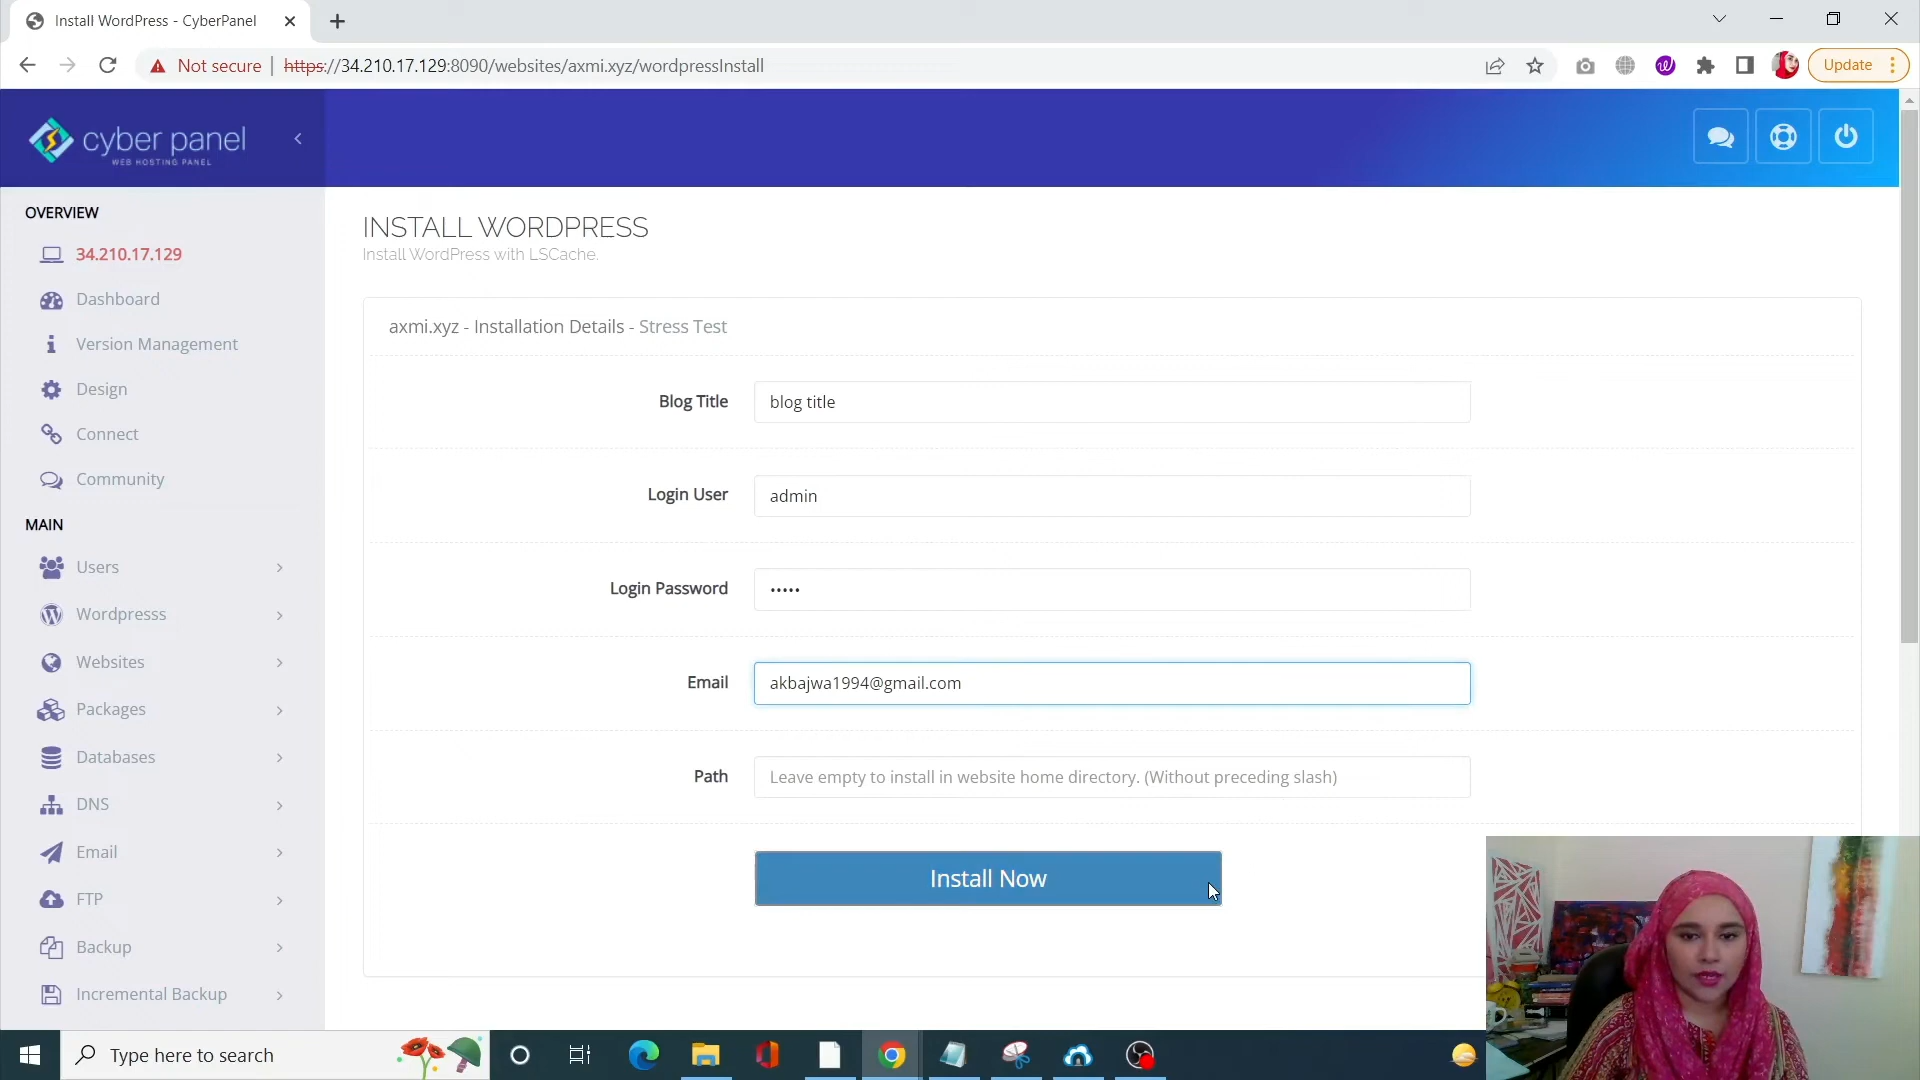 Install WordPress - CyberPanel
Not secure
https://34.210.17.129:8090/websites/axmi.xyz/wordpressInstall
Update
cyber panel
WEB HOSTING PANEL
OVERVIEW
34.210.17.129
Dashboard
Version Management
Design
Connect
Community
MAIN
Users
Wordpresss
Websites
Packages
Databases
DNS
Email
FTP
Backup
Incremental Backup
INSTALL WORDPRESS
Install WordPress with LSCache.
axmi.xyz - Installation Details - Stress Test
Blog Title
blog title
Login User
admin
Login Password
•••••
Email
akbajwa1994@gmail.com
Path
Leave empty to install in website home directory. (Without preceding slash)
Install Now
Type here to search